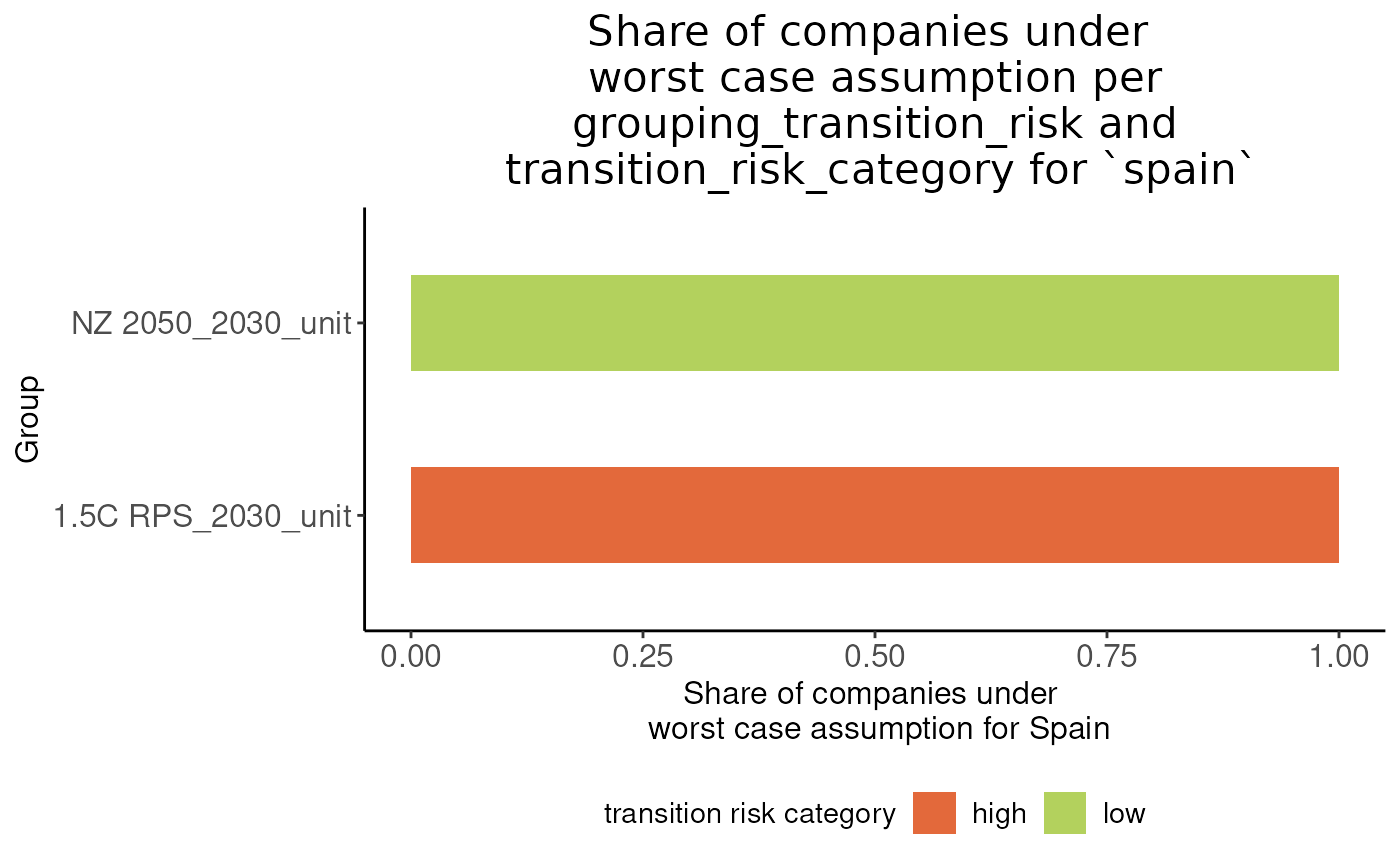 Share of companies under
worst case assumption per
grouping_transition_risk and
transition_risk_category for `spain`
NZ 2050_2030_unit
1.5C RPS_2030_unit
Group
0.00 0.25 0.50 0.75 1.00
Share of companies under
worst case assumption for Spain
transition risk category high low